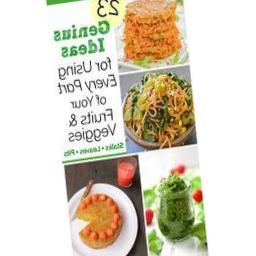 23
Genius
Ideas
for Using
Every Part
of Your
Fruits &
Veggies
Stalks • Leaves • Pits